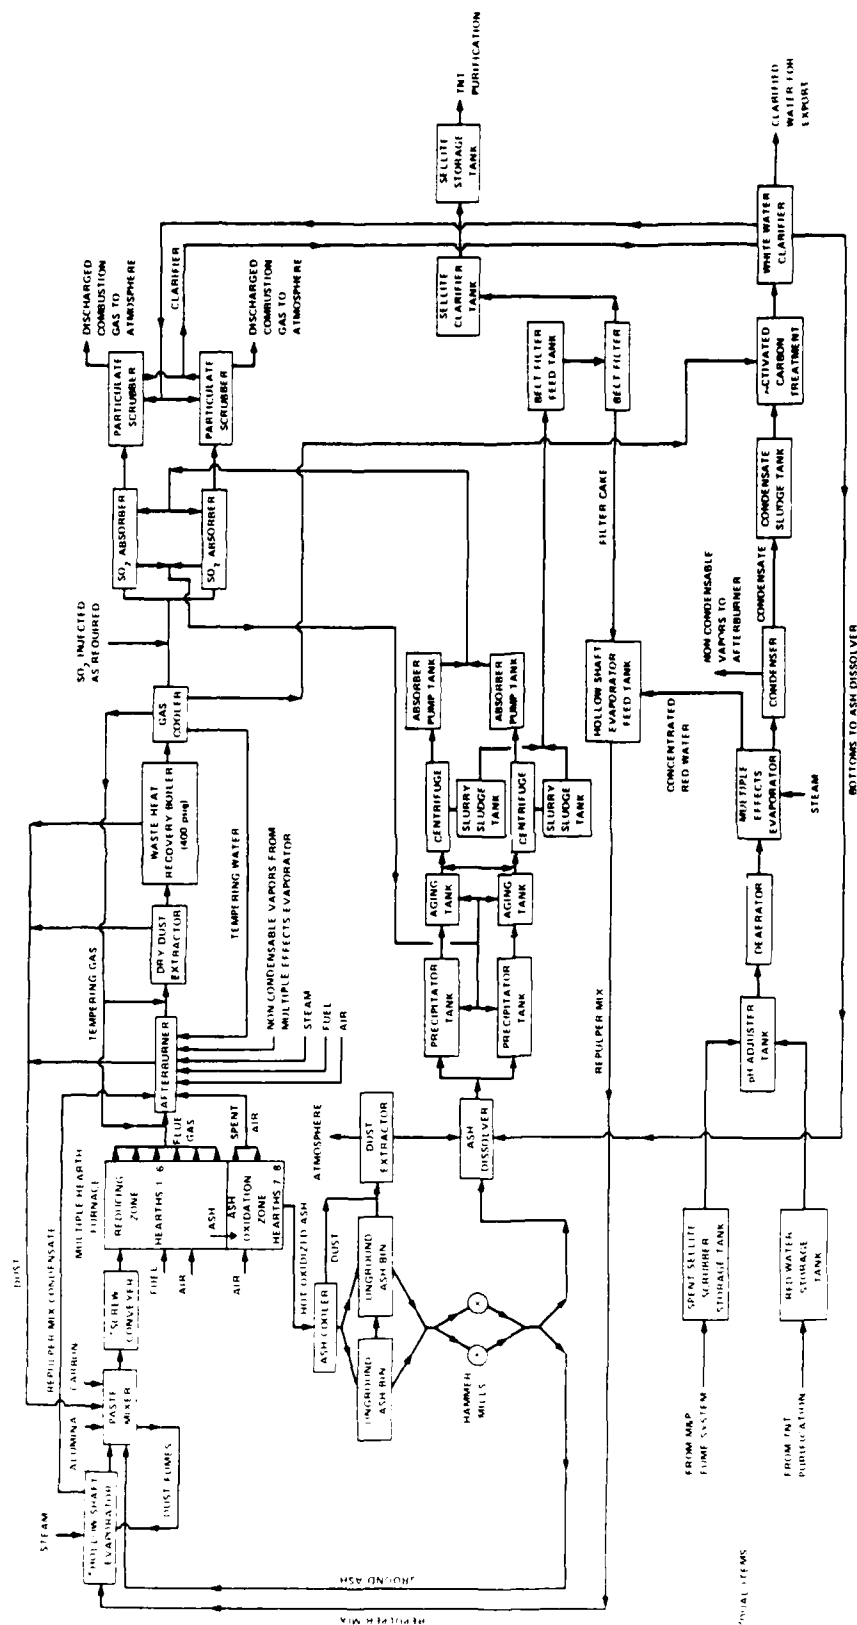 STEAM
*HOLLOW SHAFT
EVAPORATOR
DUST FUMES
ALUMINA
CARBON
PASTE
MIXER
REPULPER MIX CONDENSATE
DUST
*SCREW
CONVEYER
MULTIPLE HEARTH
FURNACE
REDUCING
ZONE
HEARTHS 1 6
ASH
ASH
OXIDATION
ZONE
HEARTHS 7 8
FUEL
AIR
AIR
FLUE
GAS
SPENT
AIR
AFTERBURNER
TEMPERING GAS
DRY DUST
EXTRACTOR
WASTE HEAT
RECOVERY BOILER
(400 psig)
GAS
COOLER
TEMPERING WATER
NON CONDENSABLE VAPORS FROM
MULTIPLE EFFECTS EVAPORATOR
STEAM
FUEL
AIR
SO2 INJECTED
AS REQUIRED
SO2 ABSORBER
SO2 ABSORBER
PARTICULATE
SCRUBBER
PARTICULATE
SCRUBBER
DISCHARGED
COMBUSTION
GAS TO
ATMOSPHERE
CLARIFIER
DISCHARGED
COMBUSTION
GAS TO
ATMOSPHERE
HOT OXIDIZED ASH
ASH COOLER
DUST
UNGROUND
ASH BIN
UNGROUND
ASH BIN
ATMOSPHERE
DUST
EXTRACTOR
HAMMER
MILLS
GROUND ASH
REPULPER MIX
ASH
DISSOLVER
PRECIPITATOR
TANK
PRECIPITATOR
TANK
AGING
TANK
AGING
TANK
CENTRIFUGE
SLURRY
SLUDGE
TANK
CENTRIFUGE
SLURRY
SLUDGE
TANK
ABSORBER
PUMP TANK
ABSORBER
PUMP TANK
BELT FILTER
FEED TANK
BELT FILTER
FILTER CAKE
SELLITE
CLARIFIER
TANK
SELLITE
STORAGE
TANK
TNT
PURIFICATION
HOLLOW SHAFT
EVAPORATOR
FEED TANK
REPULPER MIX
CONCENTRATED
RED WATER
FROM M&P
FUME SYSTEM
SPENT SELLITE
SCRUBBER
STORAGE TANK
FROM TNT
PURIFICATION
RED WATER
STORAGE
TANK
pH ADJUSTER
TANK
DEAERATOR
MULTIPLE
EFFECTS
EVAPORATOR
STEAM
CONDENSER
NON CONDENSABLE
VAPORS TO
AFTERBURNER
CONDENSATE
CONDENSATE
SLUDGE TANK
ACTIVATED
CARBON
TREATMENT
WHITE WATER
CLARIFIER
CLARIFIED
WATER FOR
EXPORT
BOTTOMS TO ASH DISSOLVER
*DUAL ITEMS